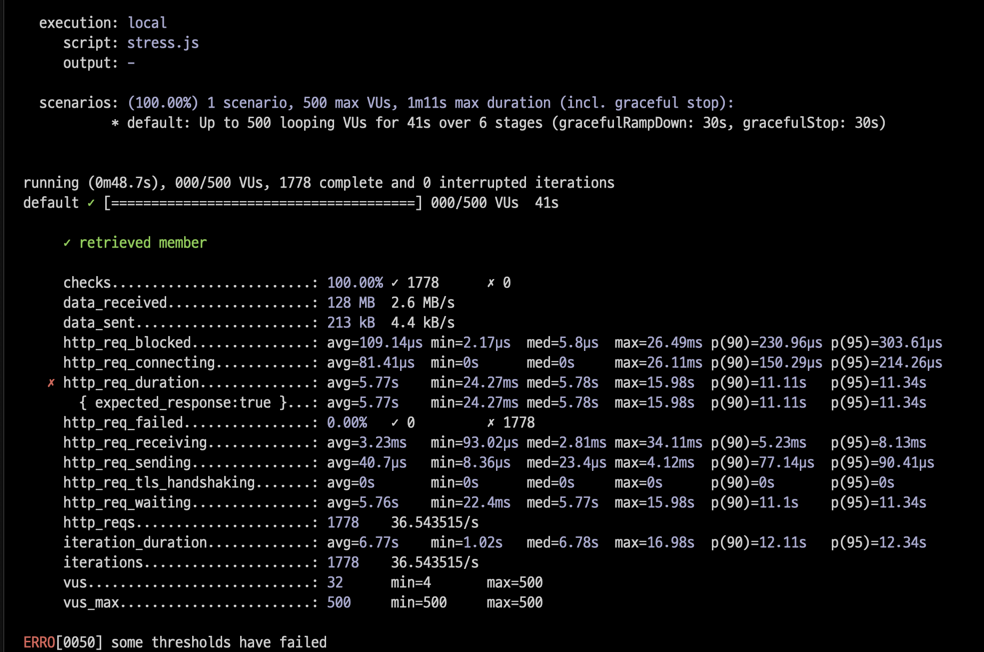 execution: local
script: stress.js
output: -
scenarios: (100.00%) 1 scenario, 500 max VUs, 1m11s max duration (incl. graceful stop):
* default: Up to 500 looping VUs for 41s over 6 stages (gracefulRampDown: 30s, gracefulStop: 30s)
running (0m48.7s), 000/500 VUs, 1778 complete and 0 interrupted iterations
default ✓ [======================================] 000/500 VUs  41s
✓ retrieved member
checks.........................: 100.00% ✓ 1778      ✗ 0
data_received..................: 128 MB  2.6 MB/s
data_sent......................: 213 kB  4.4 kB/s
http_req_blocked...............: avg=109.14µs min=2.17µs  med=5.8µs  max=26.49ms p(90)=230.96µs p(95)=303.61µs
http_req_connecting............: avg=81.41µs  min=0s      med=0s     max=26.11ms p(90)=150.29µs p(95)=214.26µs
✗ http_req_duration..............: avg=5.77s    min=24.27ms med=5.78s  max=15.98s  p(90)=11.11s   p(95)=11.34s
{ expected_response:true }...: avg=5.77s    min=24.27ms med=5.78s  max=15.98s  p(90)=11.11s   p(95)=11.34s
http_req_failed................: 0.00%   ✓ 0         ✗ 1778
http_req_receiving.............: avg=3.23ms   min=93.02µs med=2.81ms max=34.11ms p(90)=5.23ms   p(95)=8.13ms
http_req_sending...............: avg=40.7µs   min=8.36µs  med=23.4µs max=4.12ms  p(90)=77.14µs  p(95)=90.41µs
http_req_tls_handshaking.......: avg=0s       min=0s      med=0s     max=0s      p(90)=0s       p(95)=0s
http_req_waiting...............: avg=5.76s    min=22.4ms  med=5.77s  max=15.98s  p(90)=11.1s    p(95)=11.34s
http_reqs......................: 1778    36.543515/s
iteration_duration.............: avg=6.77s    min=1.02s   med=6.78s  max=16.98s  p(90)=12.11s   p(95)=12.34s
iterations.....................: 1778    36.543515/s
vus............................: 32      min=4       max=500
vus_max........................: 500     min=500     max=500
ERRO[0050] some thresholds have failed